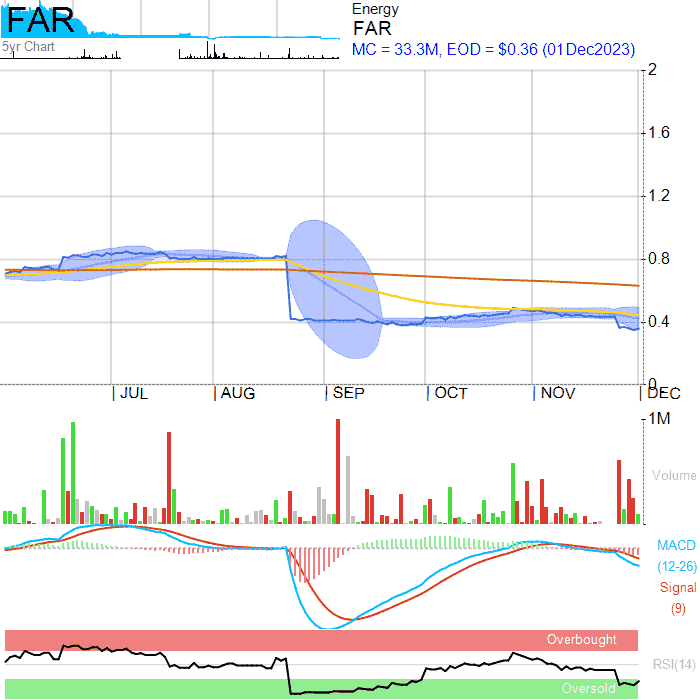 FAR
5yr Chart
Energy
FAR
MC = 33.3M, EOD = $0.36 (01Dec2023)
2
1.6
1.2
0.8
0.4
0
| JUL | AUG | SEP | OCT | NOV | DEC
1M
Volume
MACD
(12-26)
Signal
(9)
Overbought
RSI(14)
Oversold